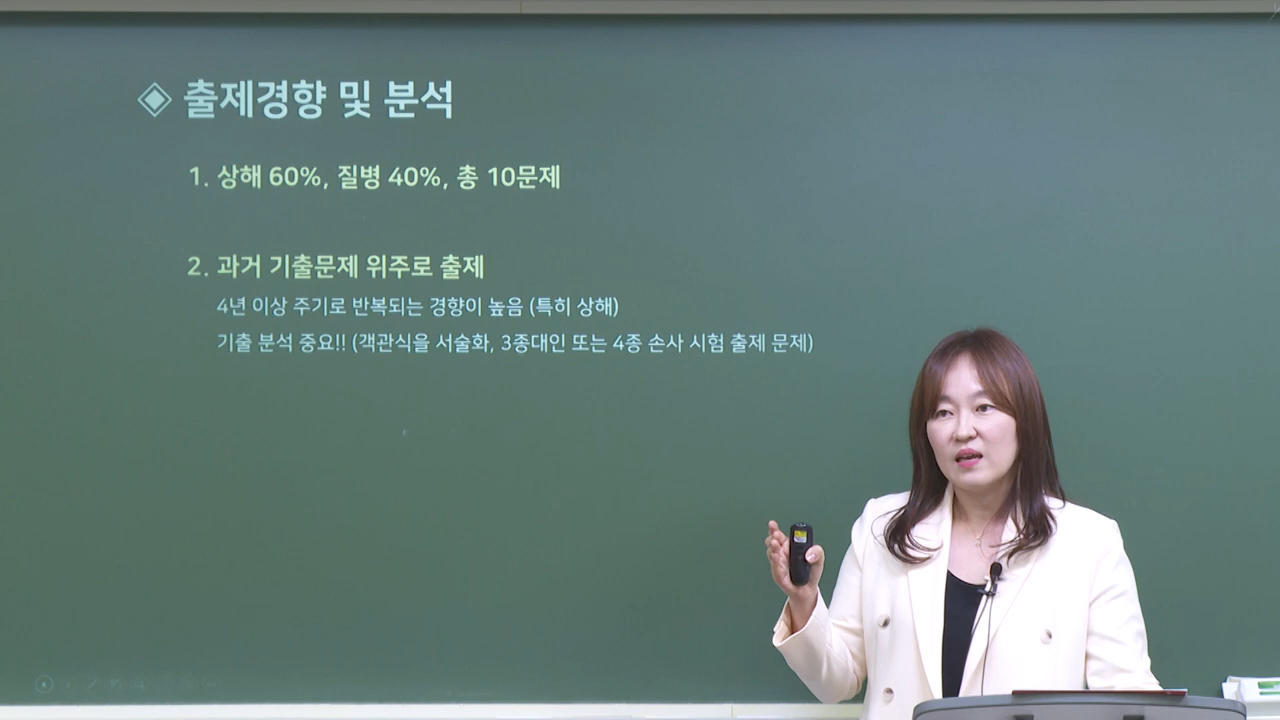 ◈ 출제경향 및 분석
1. 상해 60%, 질병 40%, 총 10문제
2. 과거 기출문제 위주로 출제
4년 이상 주기로 반복되는 경향이 높음 (특히 상해)
기출 분석 중요!! (객관식을 서술화, 3종대인 또는 4종 손사 시험 출제 문제)